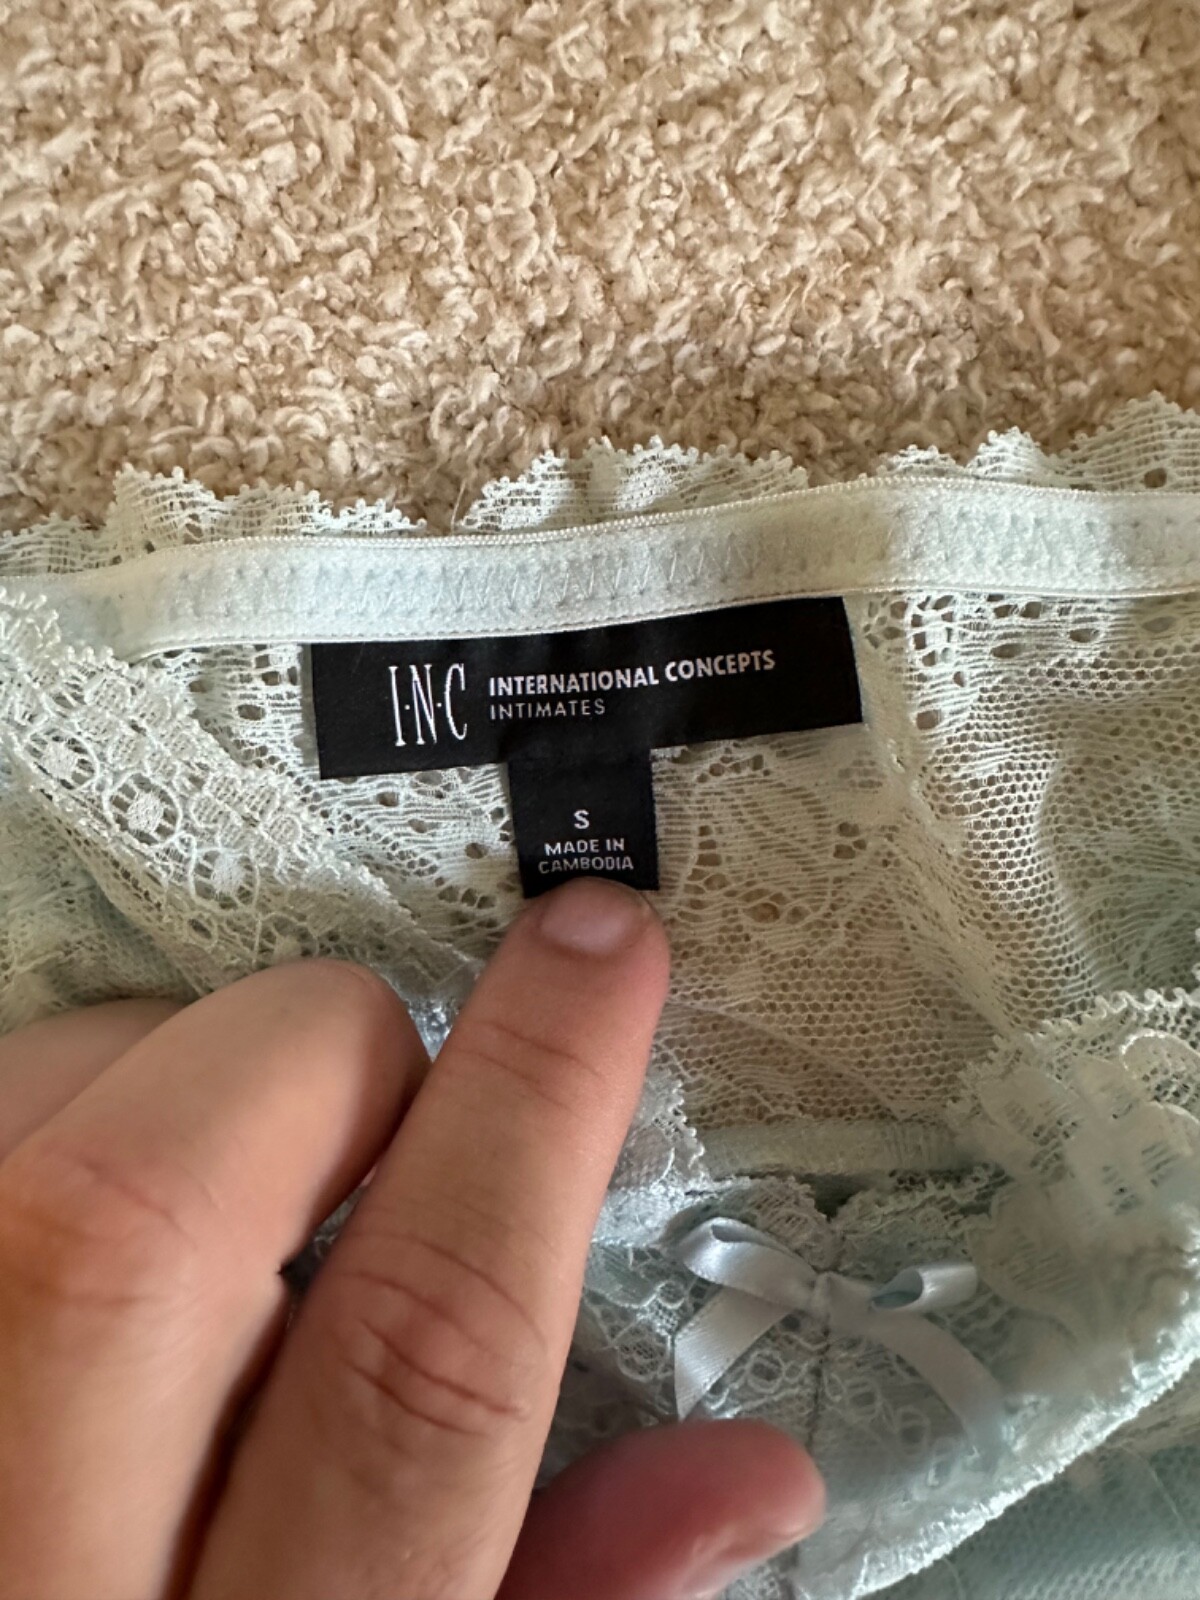 I·N·C INTERNATIONAL CONCEPTS
INTIMATES
S
MADE IN
CAMBODIA